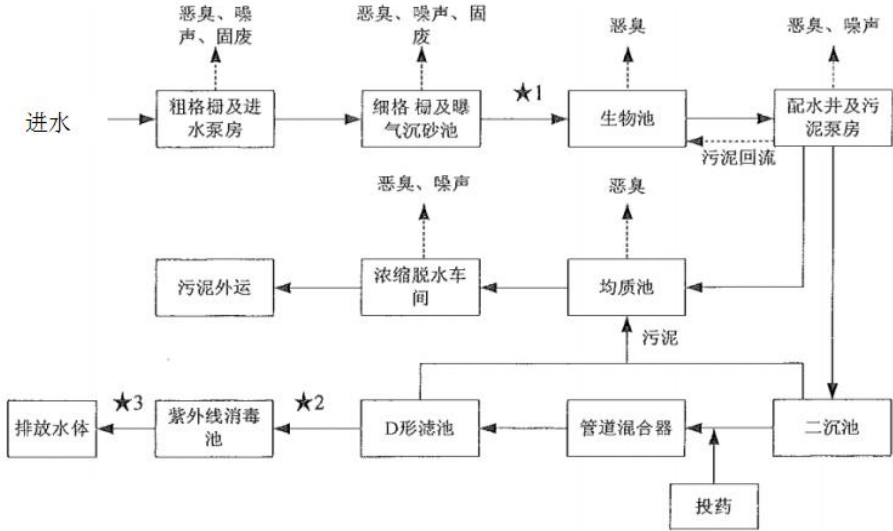 恶臭、噪
声、固废
恶臭、噪声、固
废
恶臭
恶臭、噪声
进水
粗格栅及进
水泵房
细格 栅及曝
气沉砂池
★1
生物池
配水井及污
泥泵房
污泥回流
恶臭、噪声
恶臭
污泥外运
浓缩脱水车
间
均质池
污泥
排放水体
★3
紫外线消毒
池
★2
D形滤池
管道混合器
二沉池
投药